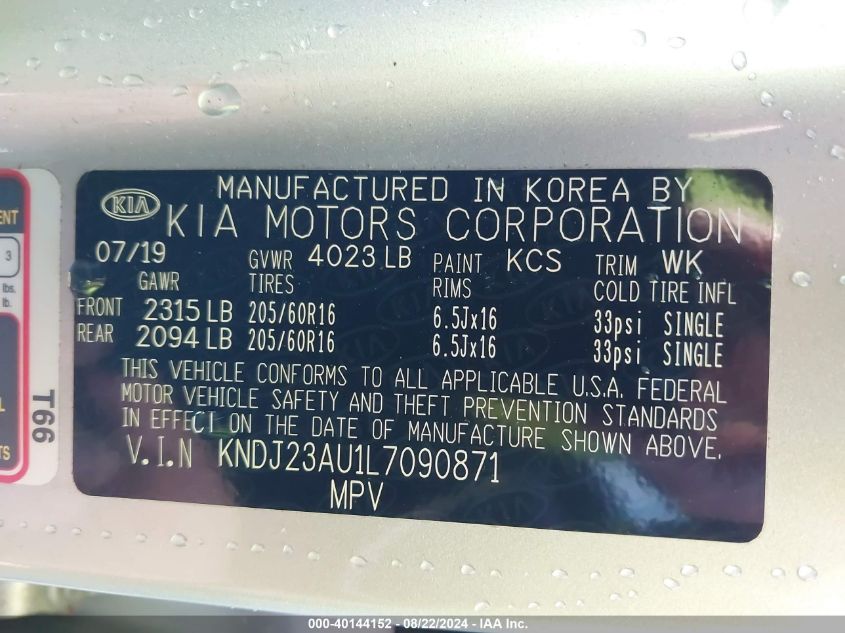 MANUFACTURED IN KOREA BY
KIA KIA MOTORS CORPORATION
07/19 GVWR 4023 LB PAINT KCS TRIM WK
GAWR TIRES RIMS COLD TIRE INFL
FRONT 2315 LB 205/60R16 6.5Jx16 33psi SINGLE
REAR 2094 LB 205/60R16 6.5Jx16 33psi SINGLE
THIS VEHICLE CONFORMS TO ALL APPLICABLE U.S.A. FEDERAL
MOTOR VEHICLE SAFETY AND THEFT PREVENTION STANDARDS
IN EFFECT ON THE DATE OF MANUFACTURE SHOWN ABOVE.
V.I.N KNDJ23AU1L7090871
MPV
3
lbs.
lb.
T66
000-40144152 - 08/22/2024 - IAA Inc.